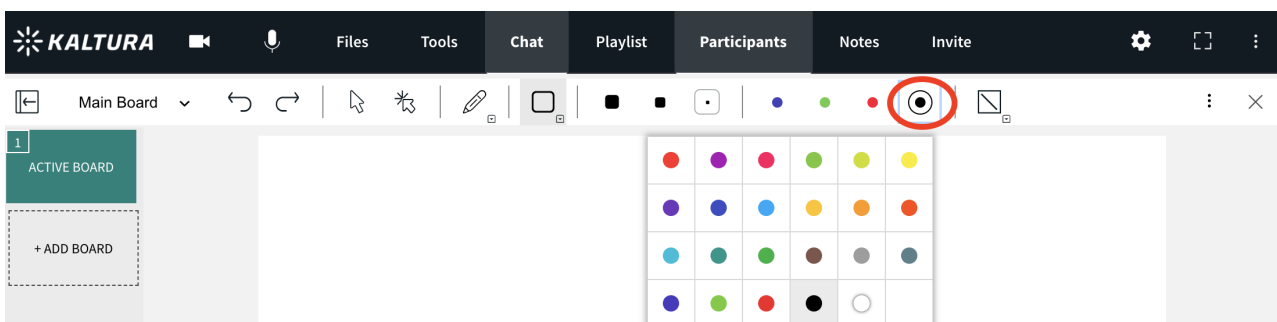 KALTURA Files Tools Chat Playlist Participants Notes Invite
Main Board
1
ACTIVE BOARD
+ ADD BOARD